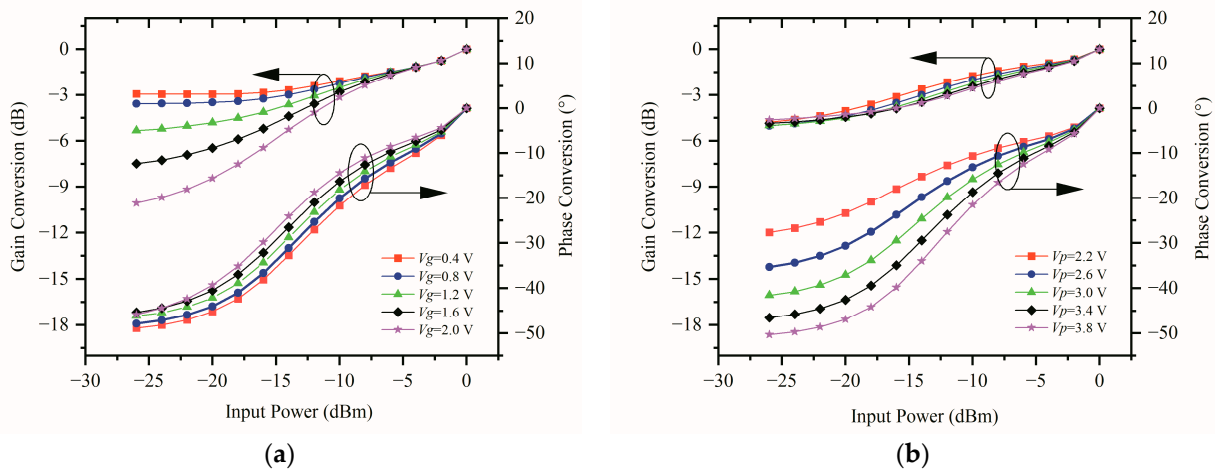 0
−3
−6
−9
−12
−15
−18
Gain Conversion (dB)
20
10
0
−10
−20
−30
−40
−50
Phase Conversion (°)
−30
−25
−20
−15
−10
−5
0
Input Power (dBm)
Vg=0.4 V
Vg=0.8 V
Vg=1.2 V
Vg=1.6 V
Vg=2.0 V
(a)
0
−3
−6
−9
−12
−15
−18
Gain Conversion (dB)
20
10
0
−10
−20
−30
−40
−50
Phase Conversion (°)
−30
−25
−20
−15
−10
−5
0
Input Power (dBm)
Vp=2.2 V
Vp=2.6 V
Vp=3.0 V
Vp=3.4 V
Vp=3.8 V
(b)